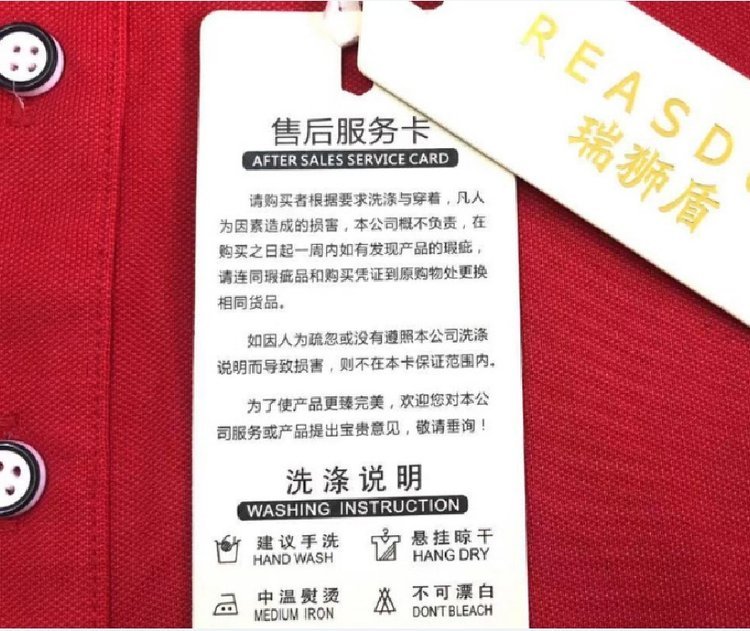 REASD
瑞狮盾
售后服务卡
AFTER SALES SERVICE CARD
请购买者根据要求洗涤与穿着，凡人
为因素造成的损害，本公司概不负责，在
购买之日起一周内如有发现产品的瑕疵，
请连同瑕疵品和购买凭证到原购物处更换
相同货品。
如因人为疏忽或没有遵照本公司洗涤
说明而导致损害，则不在本卡保证范围内。
为了使产品更臻完美，欢迎您对本公
司服务或产品提出宝贵意见，敬请垂询！
洗涤说明
WASHING INSTRUCTION
建议手洗 悬挂晾干
HAND WASH HANG DRY
中温熨烫 不可漂白
MEDIUM IRON DON'T BLEACH